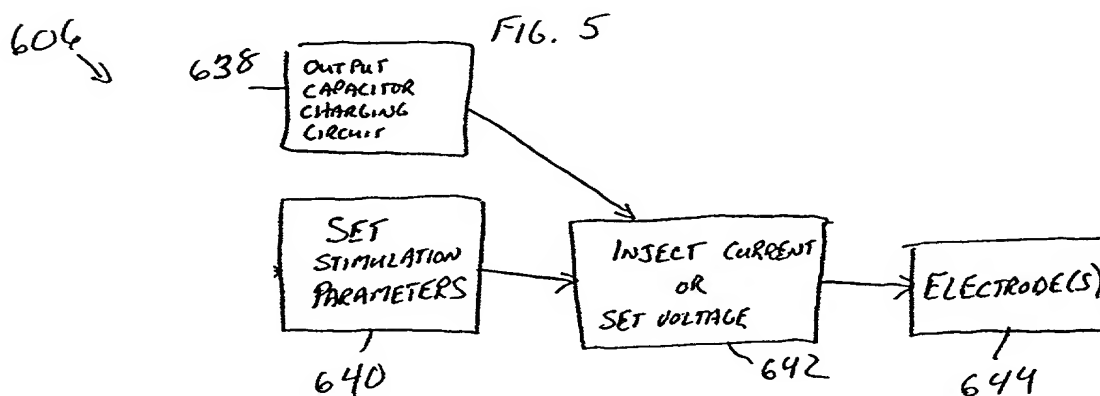 FIG. 5
606
638
OUTPUT
CAPACITOR
CHARGING
CIRCUIT
SET
STIMULATION
PARAMETERS
INJECT CURRENT
OR
SET VOLTAGE
ELECTRODE(S)
640
642
644